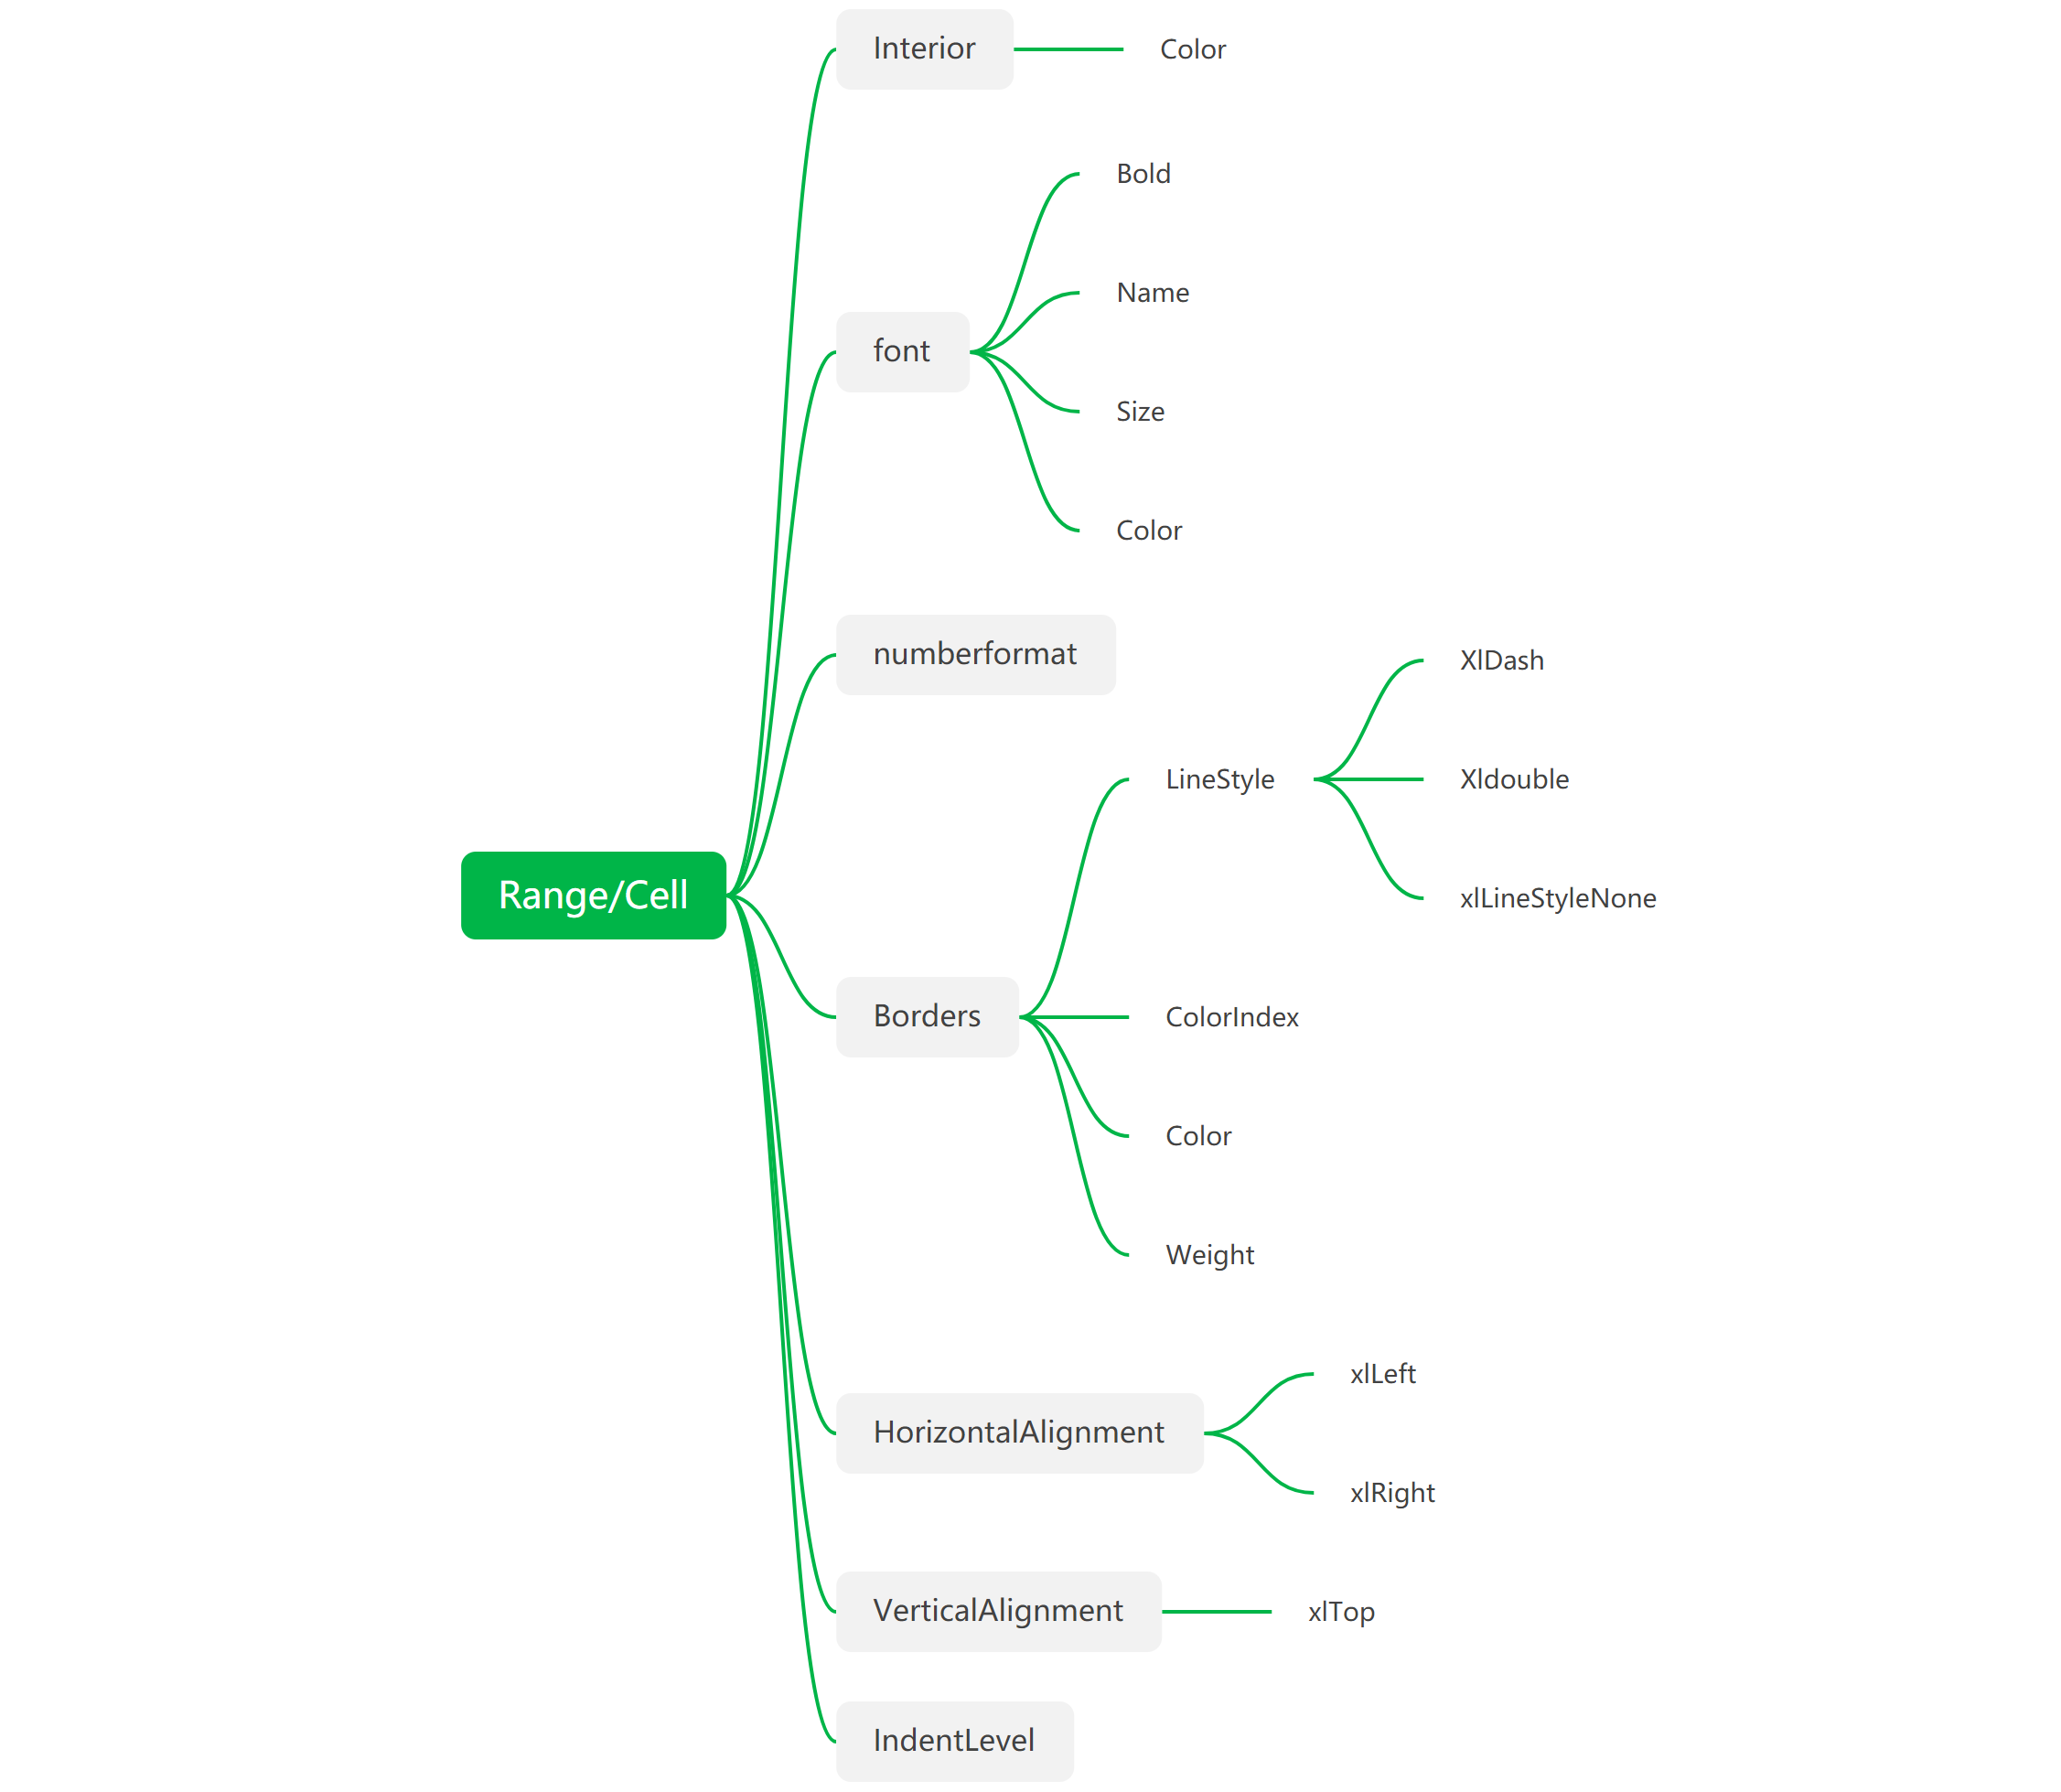 Interior
Color
Bold
Name
font
Size
Color
numberformat
XlDash
LineStyle
Xldouble
Range/Cell
xlLineStyleNone
Borders
ColorIndex
Color
Weight
xlLeft
HorizontalAlignment
xlRight
VerticalAlignment
xlTop
IndentLevel